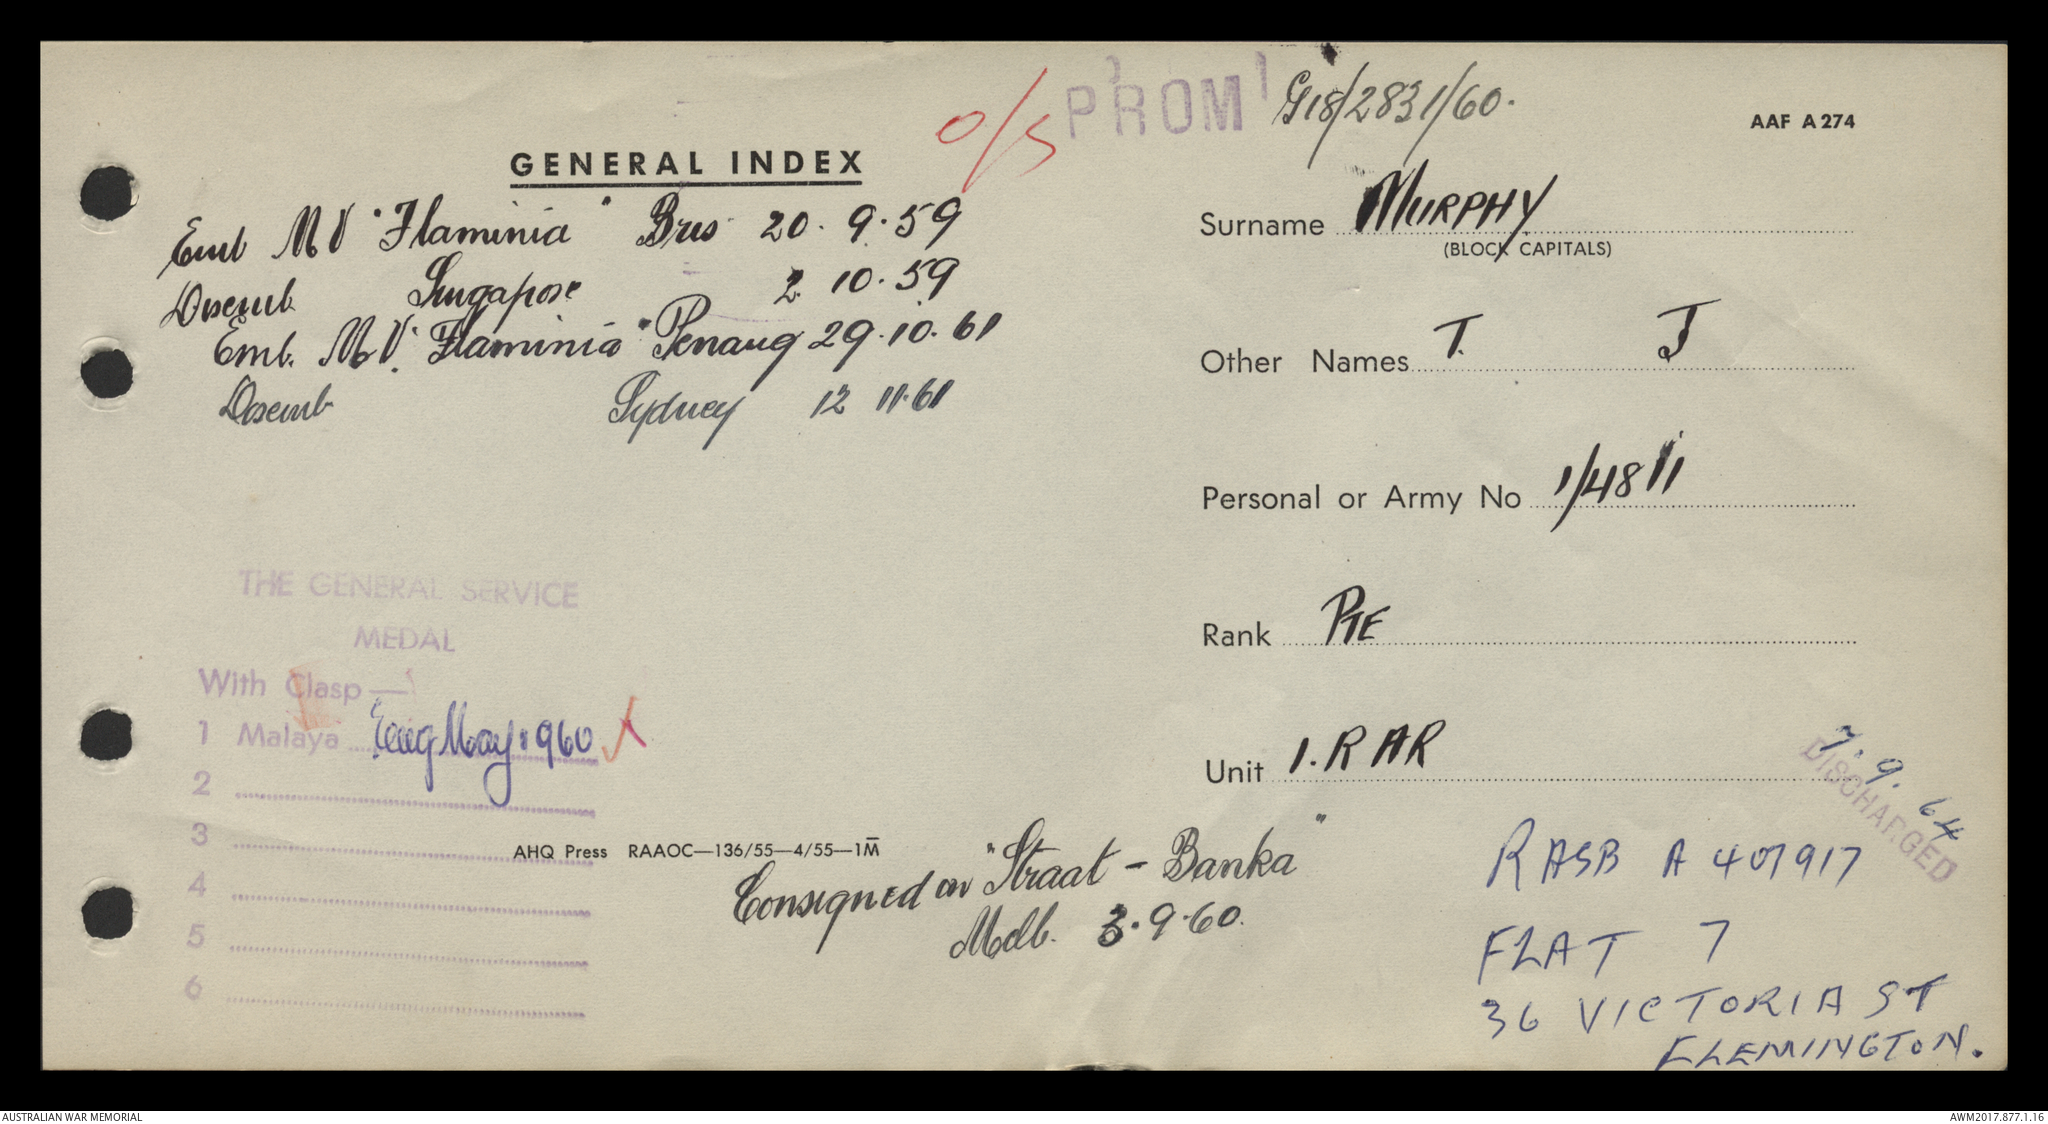 O/S PROM G18/2831/60.
AAF A274
GENERAL INDEX
Emb MV "Flaminia" Bris 20. 9. 59
Disemb Singapore 2 10. 59
Emb. MV. Flaminia" Penang 29. 10. 61
Disemb Sydney 12 11. 61
THE GENERAL SERVICE
MEDAL
With Clasp—
1 Malaya Eng May 1960
2
3
4
5
6
AHQ Press RAAOC—136/55—4/55—1M
Consigned on "Straat - Banka"
Melb. 3. 9. 60.
Surname MURPHY
(BLOCK CAPITALS)
Other Names T. J
Personal or Army No 1/4811
Rank PTE
Unit 1. RAR
7. 9. 64
DISCHARGED
RASB A 407917
FLAT 7
36 VICTORIA ST
FLEMINGTON.
AUSTRALIAN WAR MEMORIAL
AWM2017.877.1.16